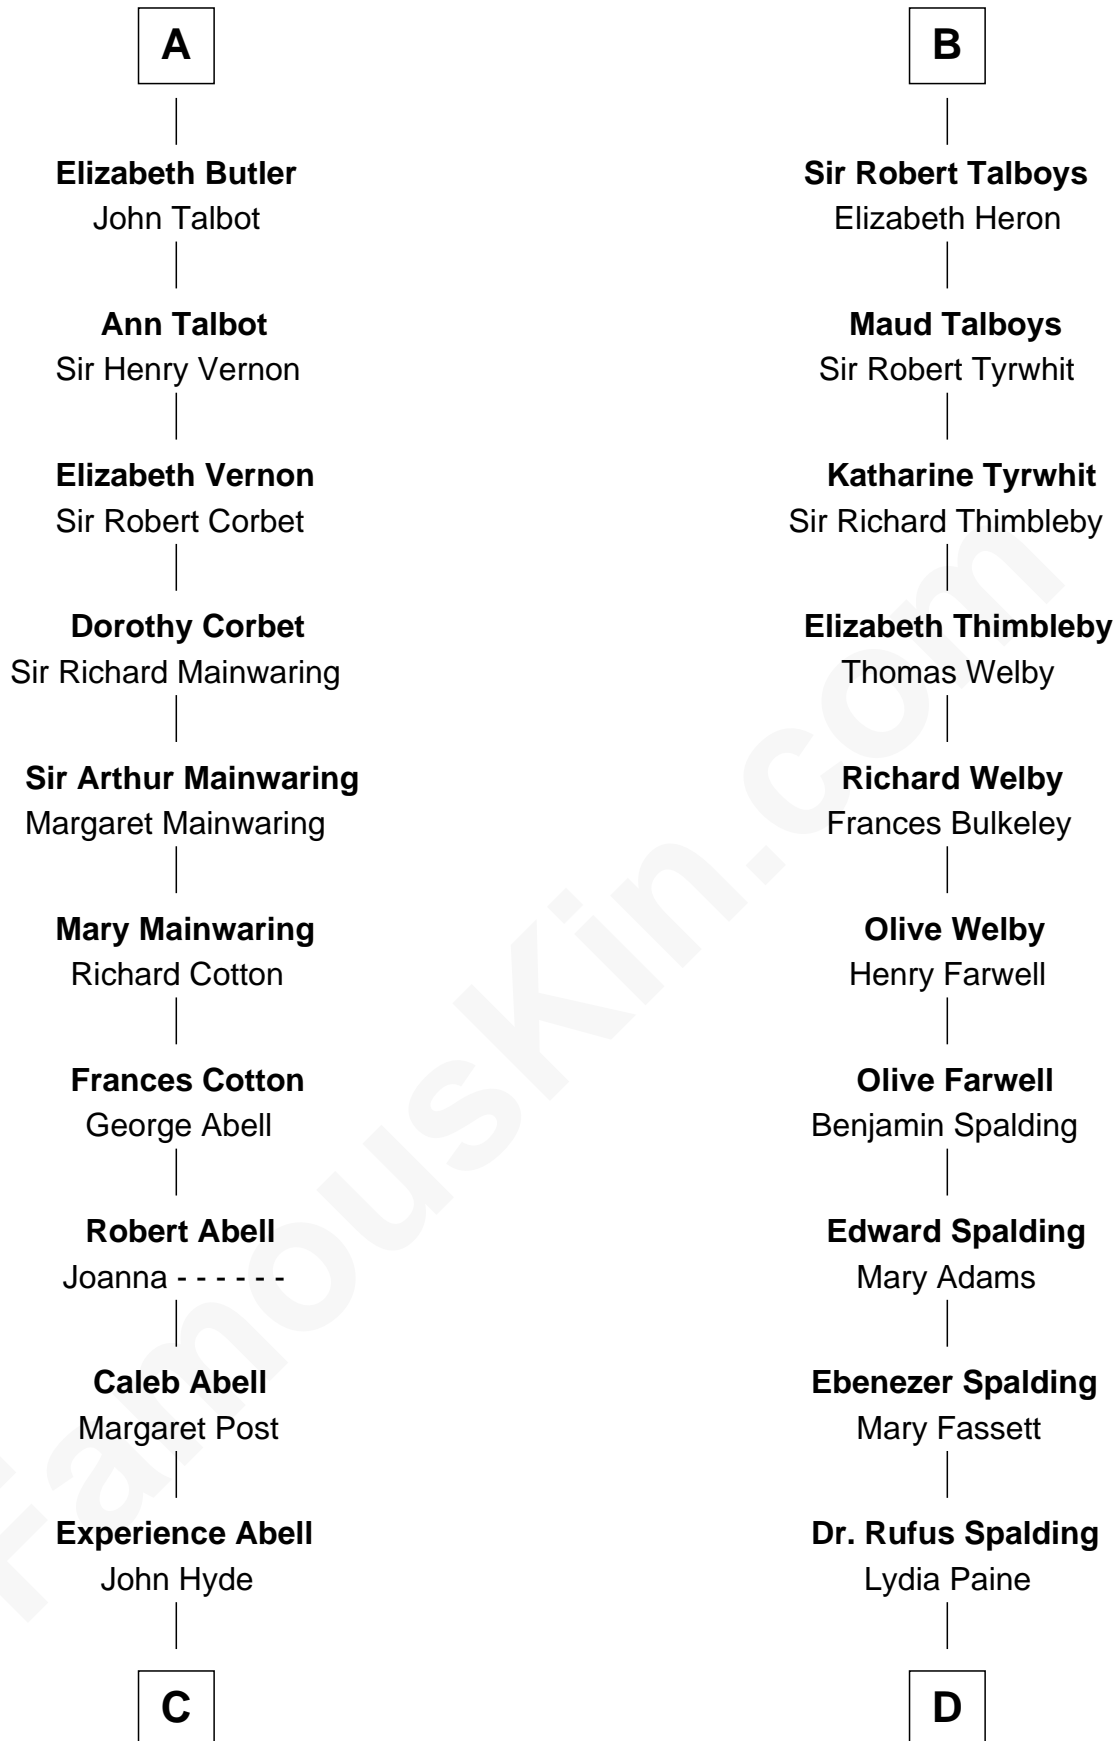 A
Elizabeth Butler
John Talbot
Ann Talbot
Sir Henry Vernon
Elizabeth Vernon
Sir Robert Corbet
Dorothy Corbet
Sir Richard Mainwaring
Sir Arthur Mainwaring
Margaret Mainwaring
Mary Mainwaring
Richard Cotton
Frances Cotton
George Abell
Robert Abell
Joanna - - - - - -
Caleb Abell
Margaret Post
Experience Abell
John Hyde
C
B
Sir Robert Talboys
Elizabeth Heron
Maud Talboys
Sir Robert Tyrwhit
Katharine Tyrwhit
Sir Richard Thimbleby
Elizabeth Thimbleby
Thomas Welby
Richard Welby
Frances Bulkeley
Olive Welby
Henry Farwell
Olive Farwell
Benjamin Spalding
Edward Spalding
Mary Adams
Ebenezer Spalding
Mary Fassett
Dr. Rufus Spalding
Lydia Paine
D
FamousKin.com